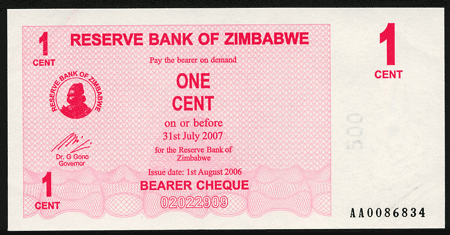 1
CENT
RESERVE BANK OF ZIMBABWE
1
CENT
Pay the bearer on demand
ONE
CENT
on or before
31st July 2007
for the Reserve Bank of
Zimbabwe
Issue date: 1st August 2006
BEARER CHEQUE
02022909
RESERVE BANK OF ZIMBABWE
Dr. G Gono
Governor
1
CENT
500
AA0086834